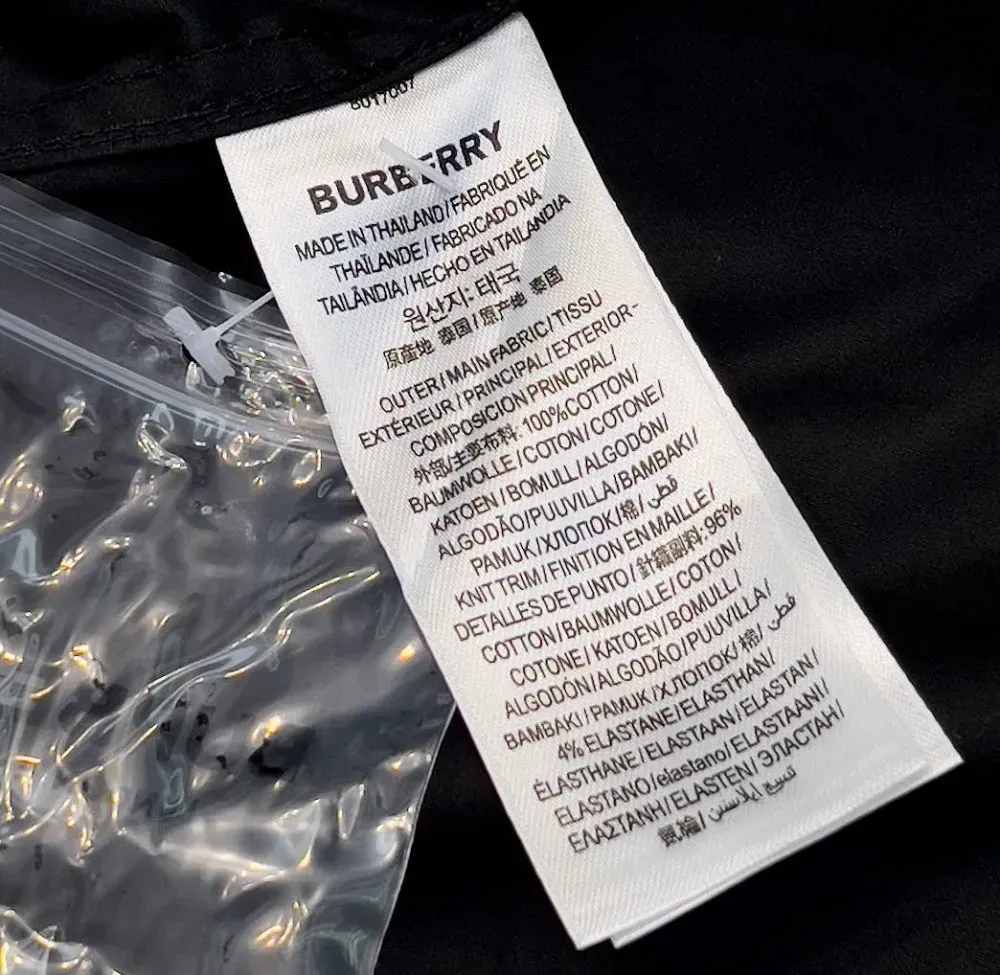 8017007
BURBERRY
MADE IN THAILAND/FABRIQUÉ EN
THAÏLANDE/FABRICADO NA
TAILÂNDIA/HECHO EN TAILANDIA
원산지: 태국
原產地 泰國/原产地 泰国
OUTER/MAIN FABRIC/TISSU
EXTÉRIEUR/PRINCIPAL/EXTERIOR-
COMPOSICION PRINCIPAL/
外部/主要布料: 100%COTTON/
BAUMWOLLE/COTON/COTONE/
KATOEN/BOMULL/ALGODÓN/
ALGODÃO/PUUVILLA/BAMBAKI/
PAMUK/ХЛОПОК/棉/قطن/
KNIT TRIM/FINITION EN MAILLE/
DETALLES DE PUNTO/針織副料: 96%
COTTON/BAUMWOLLE/COTON/
COTONE/KATOEN/BOMULL/
ALGODÓN/ALGODÃO/PUUVILLA/
BAMBAKI/PAMUK/ХЛОПОК/棉/قطن/
4% ELASTANE/ELASTHAN/
ÉLASTHANE/ELASTAAN/ELASTAN/
ELASTANO/elastano/ELASTAANI/
ΕΛΑΣΤΑΝΗ/ELASTEN/ЭЛАСТАН/
氨綸/نسيج إيلاستين